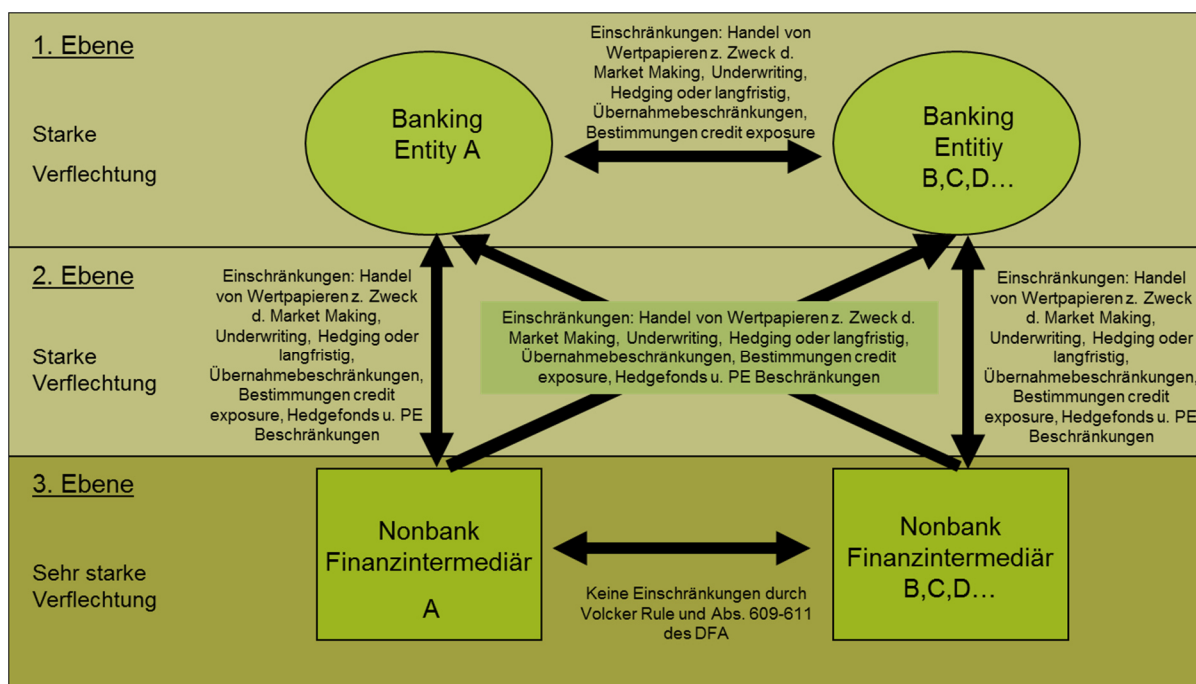 1. Ebene
Starke
Verflechtung
Banking
Entity A
Einschränkungen: Handel von
Wertpapieren z. Zweck d.
Market Making, Underwriting,
Hedging oder langfristig,
Übernahmebeschränkungen,
Bestimmungen credit exposure
Banking
Entitiy
B,C,D...
2. Ebene
Starke
Verflechtung
Einschränkungen: Handel
von Wertpapieren z. Zweck
d. Market Making,
Underwriting, Hedging oder
langfristig,
Übernahmebeschränkungen,
Bestimmungen credit
exposure, Hedgefonds u. PE
Beschränkungen
Einschränkungen: Handel von Wertpapieren z. Zweck d.
Market Making, Underwriting, Hedging oder langfristig,
Übernahmebeschränkungen, Bestimmungen credit
exposure, Hedgefonds u. PE Beschränkungen
Einschränkungen: Handel
von Wertpapieren z. Zweck
d. Market Making,
Underwriting, Hedging oder
langfristig,
Übernahmebeschränkungen,
Bestimmungen credit
exposure, Hedgefonds u. PE
Beschränkungen
3. Ebene
Sehr starke
Verflechtung
Nonbank
Finanzintermediär
A
Keine Einschränkungen durch
Volcker Rule und Abs. 609-611
des DFA
Nonbank
Finanzintermediär
B,C,D...